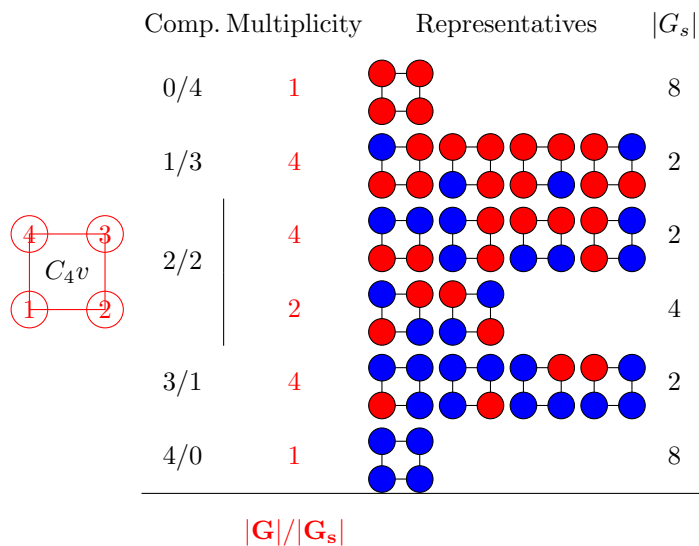 Comp. Multiplicity Representatives |G_s|
0/4 1 8
1/3 4 2
4 2
2/2
2 4
3/1 4 2
4/0 1 8
4 3
C_4v
1 2
|G|/|G_s|